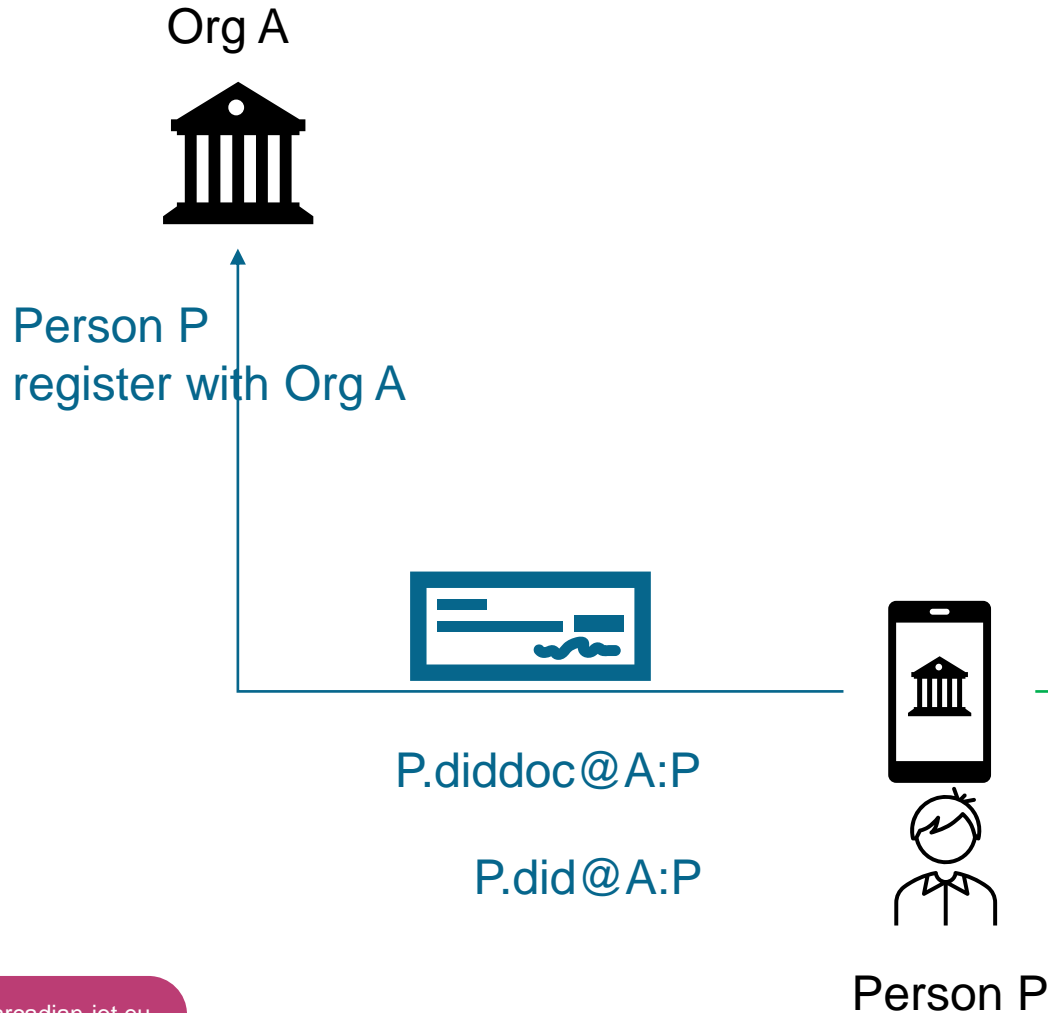 Org A
Person P
register with Org A
P.diddoc@A:P
P.did@A:P
Person P